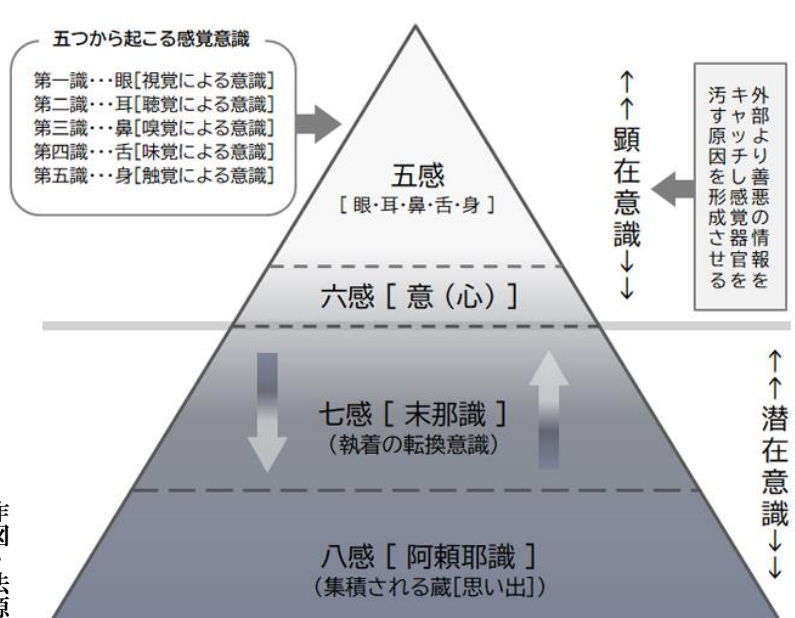 五つから起こる感覚意識
第一識･･･眼[視覚による意識]
第二識･･･耳[聴覚による意識]
第三識･･･鼻[嗅覚による意識]
第四識･･･舌[味覚による意識]
第五識･･･身[触覚による意識]
五感
[ 眼･耳･鼻･舌･身 ]
六感 [ 意（心）]
七感 [ 末那識 ]
（執着の転換意識）
八感 [ 阿頼耶識 ]
（集積される蔵[思い出]）
↑↑顕在意識↓↓
外部より善悪の情報を
キャッチし感覚器官を
汚す原因を形成させる
↑↑潜在意識↓↓
図・法源